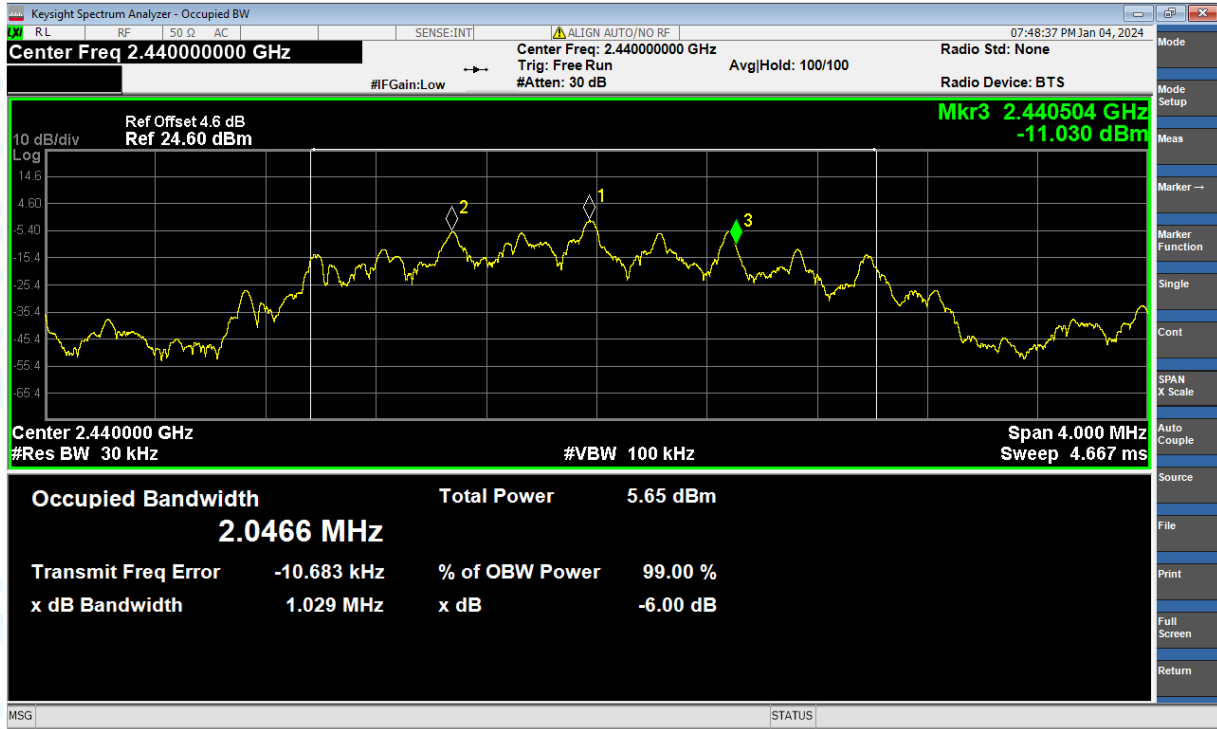 Keysight Spectrum Analyzer - Occupied BW
LXI RL RF 50 Ω AC SENSE:INT ALIGN AUTO/NO RF 07:48:37 PM Jan 04, 2024
Center Freq 2.440000000 GHz
Center Freq: 2.440000000 GHz
Radio Std: None
Trig: Free Run
Avg|Hold: 100/100
#IFGain:Low
#Atten: 30 dB
Radio Device: BTS
Mkr3 2.440504 GHz
-11.030 dBm
Ref Offset 4.6 dB
10 dB/div Ref 24.60 dBm
Log
14.6
4.60
-5.40
-15.4
-25.4
-35.4
-45.4
-55.4
-65.4
2
1
3
Center 2.440000 GHz
Span 4.000 MHz
#Res BW 30 kHz
#VBW 100 kHz
Sweep 4.667 ms
Occupied Bandwidth
2.0466 MHz
Total Power 5.65 dBm
Transmit Freq Error -10.683 kHz
% of OBW Power 99.00 %
x dB Bandwidth 1.029 MHz
x dB -6.00 dB
MSG
STATUS
Mode
Mode
Setup
Meas
Marker →
Marker
Function
Single
Cont
SPAN
X Scale
Auto
Couple
Source
File
Print
Full
Screen
Return